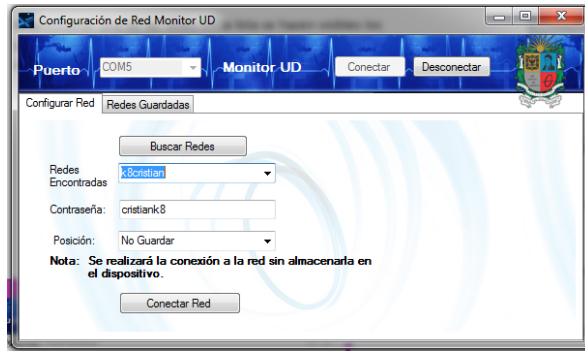 Configuración de Red Monitor UD
Puerto COM5 Monitor UD Conectar Desconectar
Configurar Red Redes Guardadas
Buscar Redes
Redes Encontradas k8cristian
Contraseña: cristiank8
Posición: No Guardar
Nota: Se realizará la conexión a la red sin almacenarla en
el dispositivo.
Conectar Red